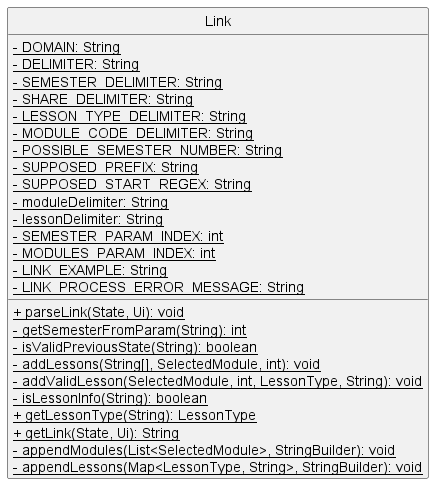 Link
- DOMAIN: String
- DELIMITER: String
- SEMESTER_DELIMITER: String
- SHARE_DELIMITER: String
- LESSON_TYPE_DELIMITER: String
- MODULE_CODE_DELIMITER: String
- POSSIBLE_SEMESTER_NUMBER: String
- SUPPOSED_PREFIX: String
- SUPPOSED_START_REGEX: String
- moduleDelimiter: String
- lessonDelimiter: String
- SEMESTER_PARAM_INDEX: int
- MODULES_PARAM_INDEX: int
- LINK_EXAMPLE: String
- LINK_PROCESS_ERROR_MESSAGE: String
+ parseLink(State, Ui): void
- getSemesterFromParam(String): int
- isValidPreviousState(String): boolean
- addLessons(String[], SelectedModule, int): void
- addValidLesson(SelectedModule, int, LessonType, String): void
- isLessonInfo(String): boolean
+ getLessonType(String): LessonType
+ getLink(State, Ui): String
- appendModules(List<SelectedModule>, StringBuilder): void
- appendLessons(Map<LessonType, String>, StringBuilder): void